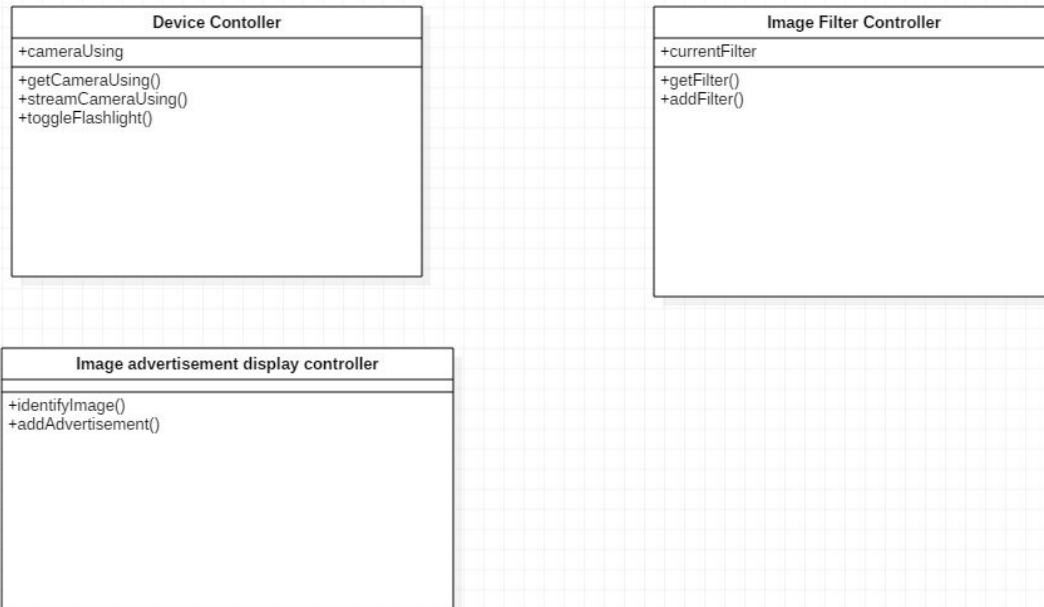 Device Contoller
+cameraUsing
+getCameraUsing()
+streamCameraUsing()
+toggleFlashlight()
Image Filter Controller
+currentFilter
+getFilter()
+addFilter()
Image advertisement display controller
+identifyImage()
+addAdvertisement()